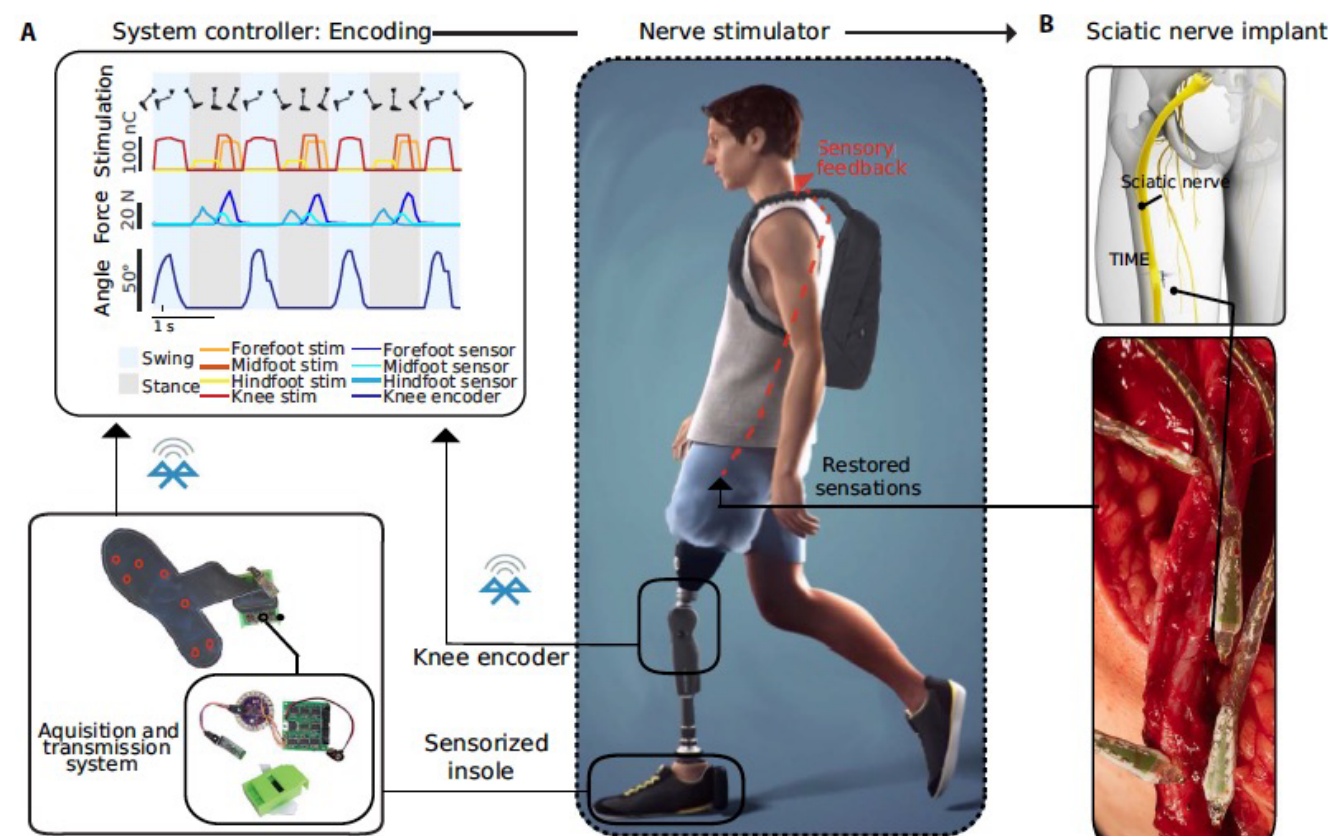 A
System controller: Encoding
Nerve stimulator
B
Sciatic nerve implant
Stimulation
100 nC
Force
20 N
Angle
50°
1 s
Swing
Stance
Forefoot stim
Midfoot stim
Hindfoot stim
Knee stim
Forefoot sensor
Midfoot sensor
Hindfoot sensor
Knee encoder
Sensory
feedback
Sciatic nerve
TIME
Restored
sensations
Knee encoder
Aquisition and
transmission
system
Sensorized
insole